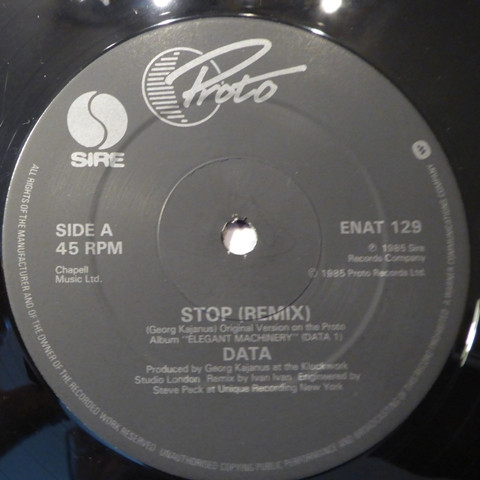 Proto
SIRE
SIDE A
45 RPM
ENAT 129
Chapell
Music Ltd.
℗ 1985 Sire
Records Company
© 1985 Proto Records Ltd.
STOP (REMIX)
(Georg Kajanus) Original Version on the Proto
Album "ELEGANT MACHINERY" (DATA 1)
DATA
Produced by Georg Kajanus at the Klockwork
Studio London. Remix by Ivan Ivan. Engineered by
Steve Peck at Unique Recording New York.
ALL RIGHTS OF THE MANUFACTURER AND OF THE OWNER OF THE RECORDED WORK RESERVED UNAUTHORISED COPYING PUBLIC PERFORMANCE AND BROADCASTING OF